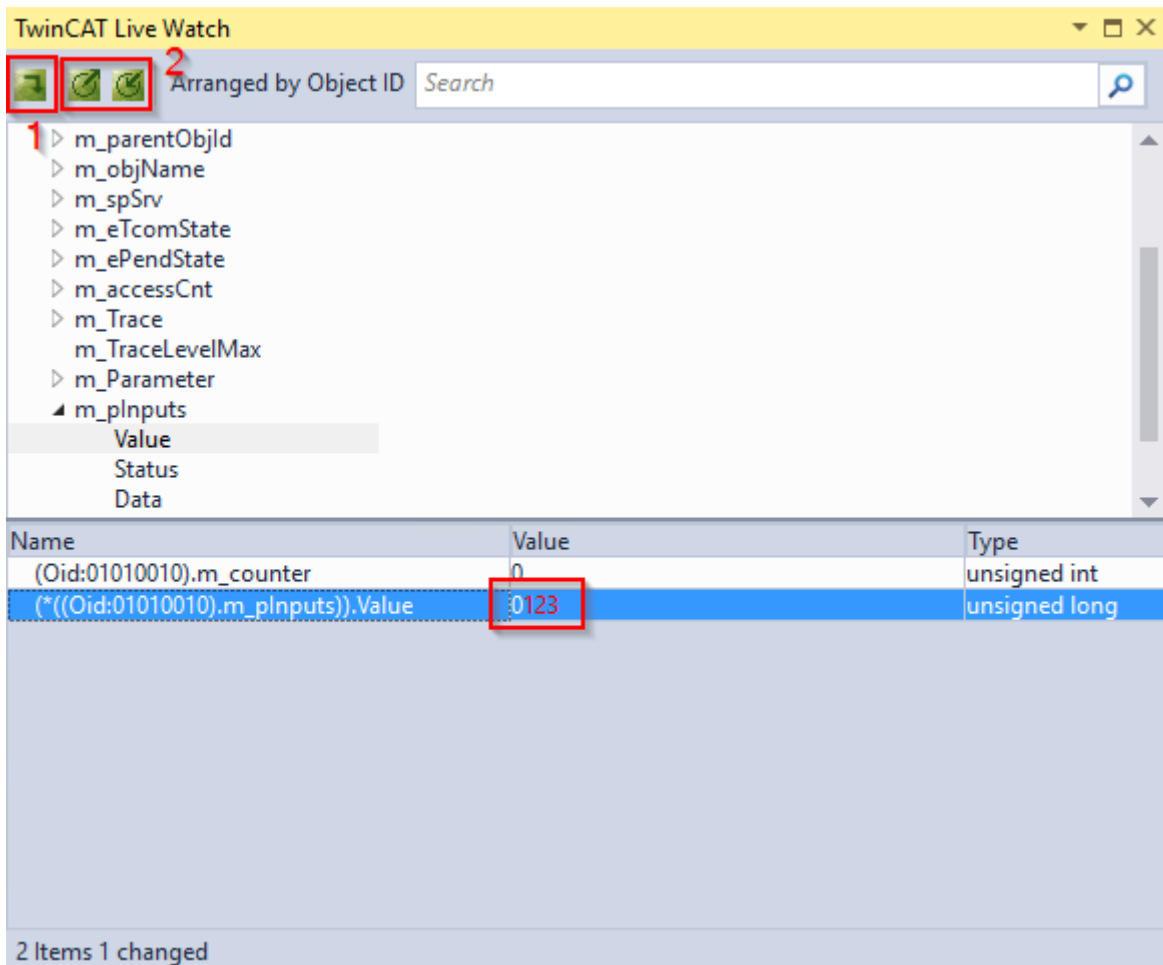 TwinCAT Live Watch
2
Arranged by Object ID Search
1 m_parentObjId
m_objName
m_spSrv
m_eTcomState
m_ePendState
m_accessCnt
m_Trace
m_TraceLevelMax
m_Parameter
m_pInputs
Value
Status
Data
Name Value Type
(Oid:01010010).m_counter 0 unsigned int
(*((Oid:01010010).m_pInputs)).Value 0123 unsigned long
2 Items 1 changed